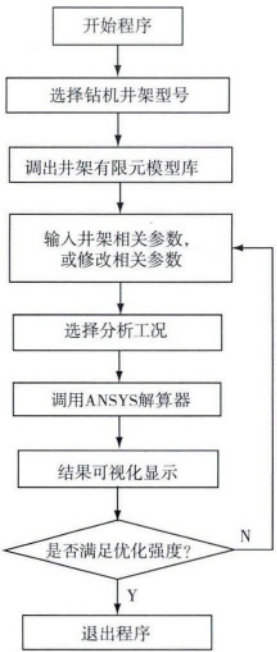 开始程序
选择钻机井架型号
调出井架有限元模型库
输入井架相关参数,
或修改相关参数
选择分析工况
调用ANSYS解算器
结果可视化显示
是否满足优化强度?
N
Y
退出程序